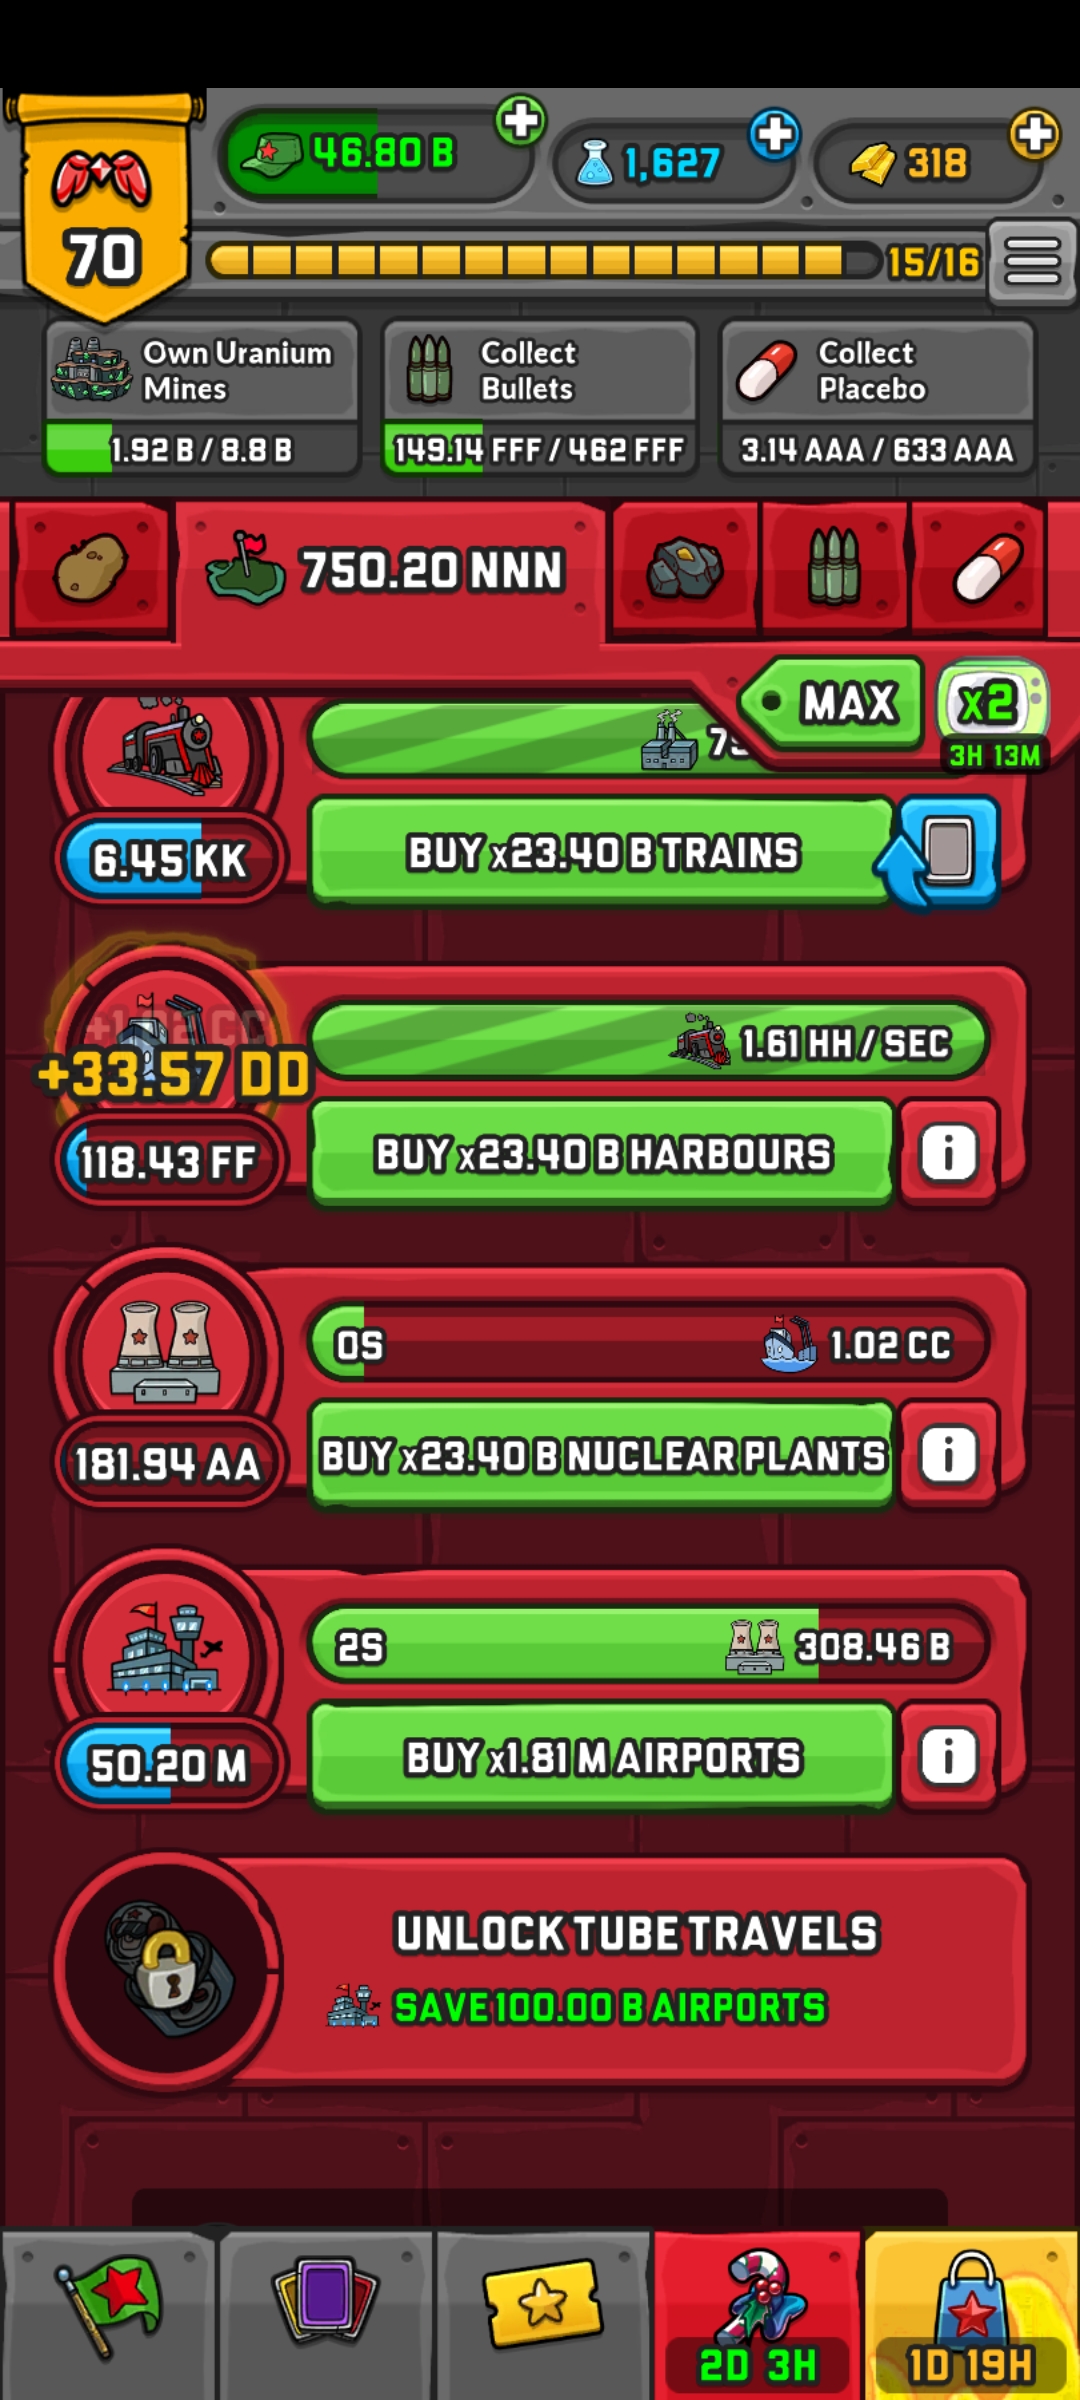 46.80 B
1,627
318
70
15/16
Own Uranium
Mines
1.92 B / 8.8 B
Collect
Bullets
149.14 FFF / 462 FFF
Collect
Placebo
3.14 AAA / 633 AAA
750.20 NNN
MAX
x2
3H 13M
6.45 KK
BUY x23.40 B TRAINS
+1.02 CC
+33.57 DD
1.61 HH / SEC
118.43 FF
BUY x23.40 B HARBOURS
i
0S
1.02 CC
181.94 AA
BUY x23.40 B NUCLEAR PLANTS
i
2S
308.46 B
50.20 M
BUY x1.81 M AIRPORTS
i
UNLOCK TUBE TRAVELS
SAVE 100.00 B AIRPORTS
2D 3H
1D 19H